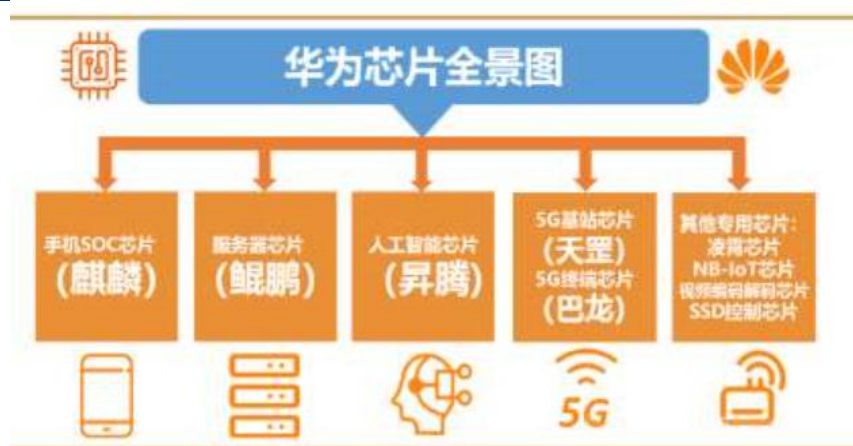 华为芯片全景图
手机SOC芯片
(麒麟)
服务器芯片
(鲲鹏)
人工智能芯片
(昇腾)
5G基站芯片
(天罡)
5G终端芯片
(巴龙)
其他专用芯片:
凌霄芯片
NB-IoT芯片
视频编码解码芯片
SSD控制芯片
5G